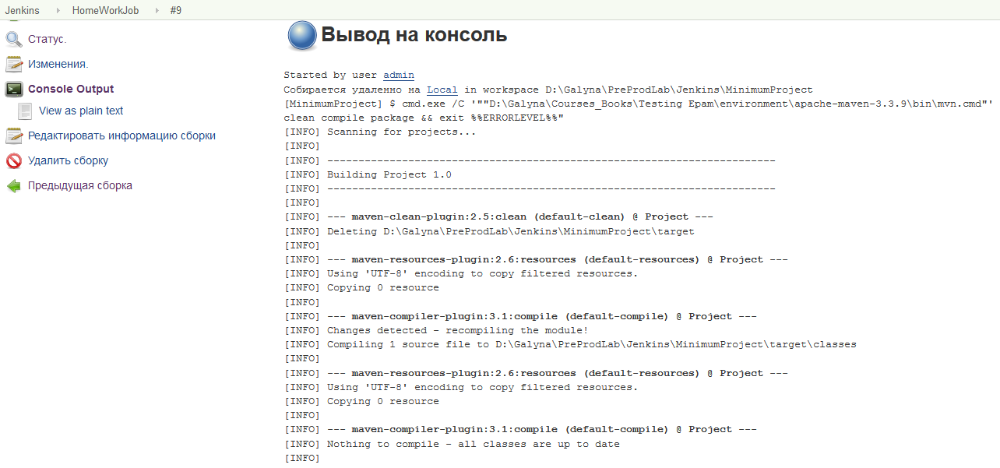 Jenkins HomeWorkJob #9
Статус.
Изменения.
Console Output
View as plain text
Редактировать информацию сборки
Удалить сборку
Предыдущая сборка
Вывод на консоль
Started by user admin
Собирается удаленно на Local in workspace D:\Galyna\PreProdLab\Jenkins\MinimumProject
[MinimumProject] $ cmd.exe /C '""D:\Galyna\Courses_Books\Testing Epam\environment\apache-maven-3.3.9\bin\mvn.cmd"'
clean compile package && exit %%ERRORLEVEL%%"
[INFO] Scanning for projects...
[INFO]
[INFO] ------------------------------------------------------------------------
[INFO] Building Project 1.0
[INFO] ------------------------------------------------------------------------
[INFO]
[INFO] --- maven-clean-plugin:2.5:clean (default-clean) @ Project ---
[INFO] Deleting D:\Galyna\PreProdLab\Jenkins\MinimumProject\target
[INFO]
[INFO] --- maven-resources-plugin:2.6:resources (default-resources) @ Project ---
[INFO] Using 'UTF-8' encoding to copy filtered resources.
[INFO] Copying 0 resource
[INFO]
[INFO] --- maven-compiler-plugin:3.1:compile (default-compile) @ Project ---
[INFO] Changes detected - recompiling the module!
[INFO] Compiling 1 source file to D:\Galyna\PreProdLab\Jenkins\MinimumProject\target\classes
[INFO]
[INFO] --- maven-resources-plugin:2.6:resources (default-resources) @ Project ---
[INFO] Using 'UTF-8' encoding to copy filtered resources.
[INFO] Copying 0 resource
[INFO]
[INFO] --- maven-compiler-plugin:3.1:compile (default-compile) @ Project ---
[INFO] Nothing to compile - all classes are up to date
[INFO]